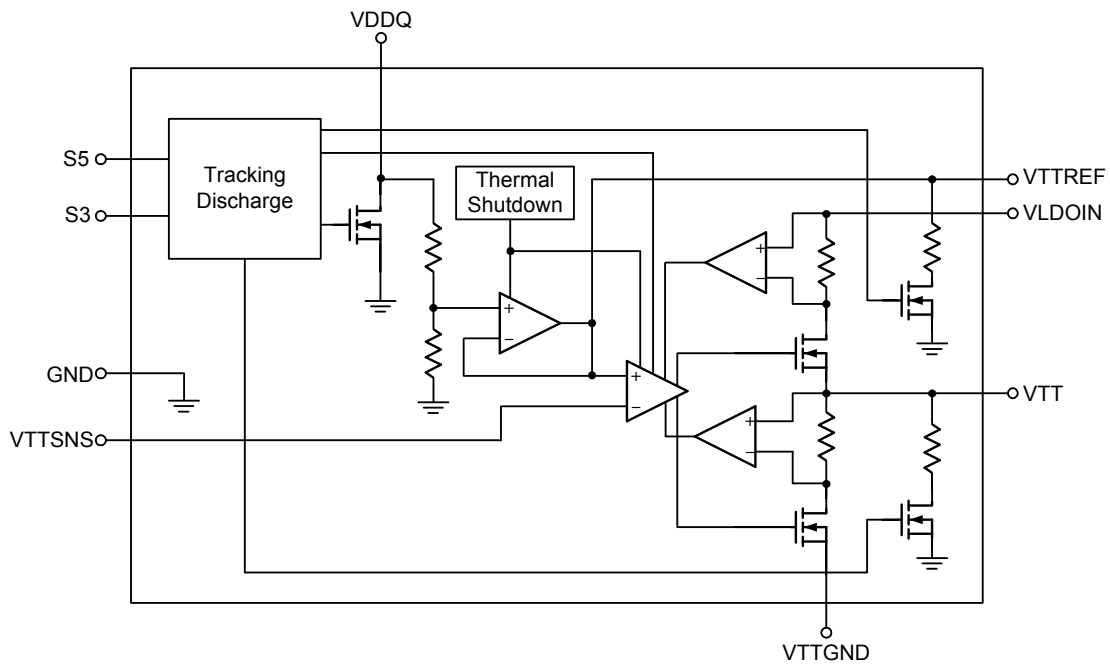 VDDQ
S5
S3
Tracking
Discharge
Thermal
Shutdown
VTTREF
VLDOIN
+
−
+
−
GND
+
−
VTT
VTTSNS
+
−
VTTGND